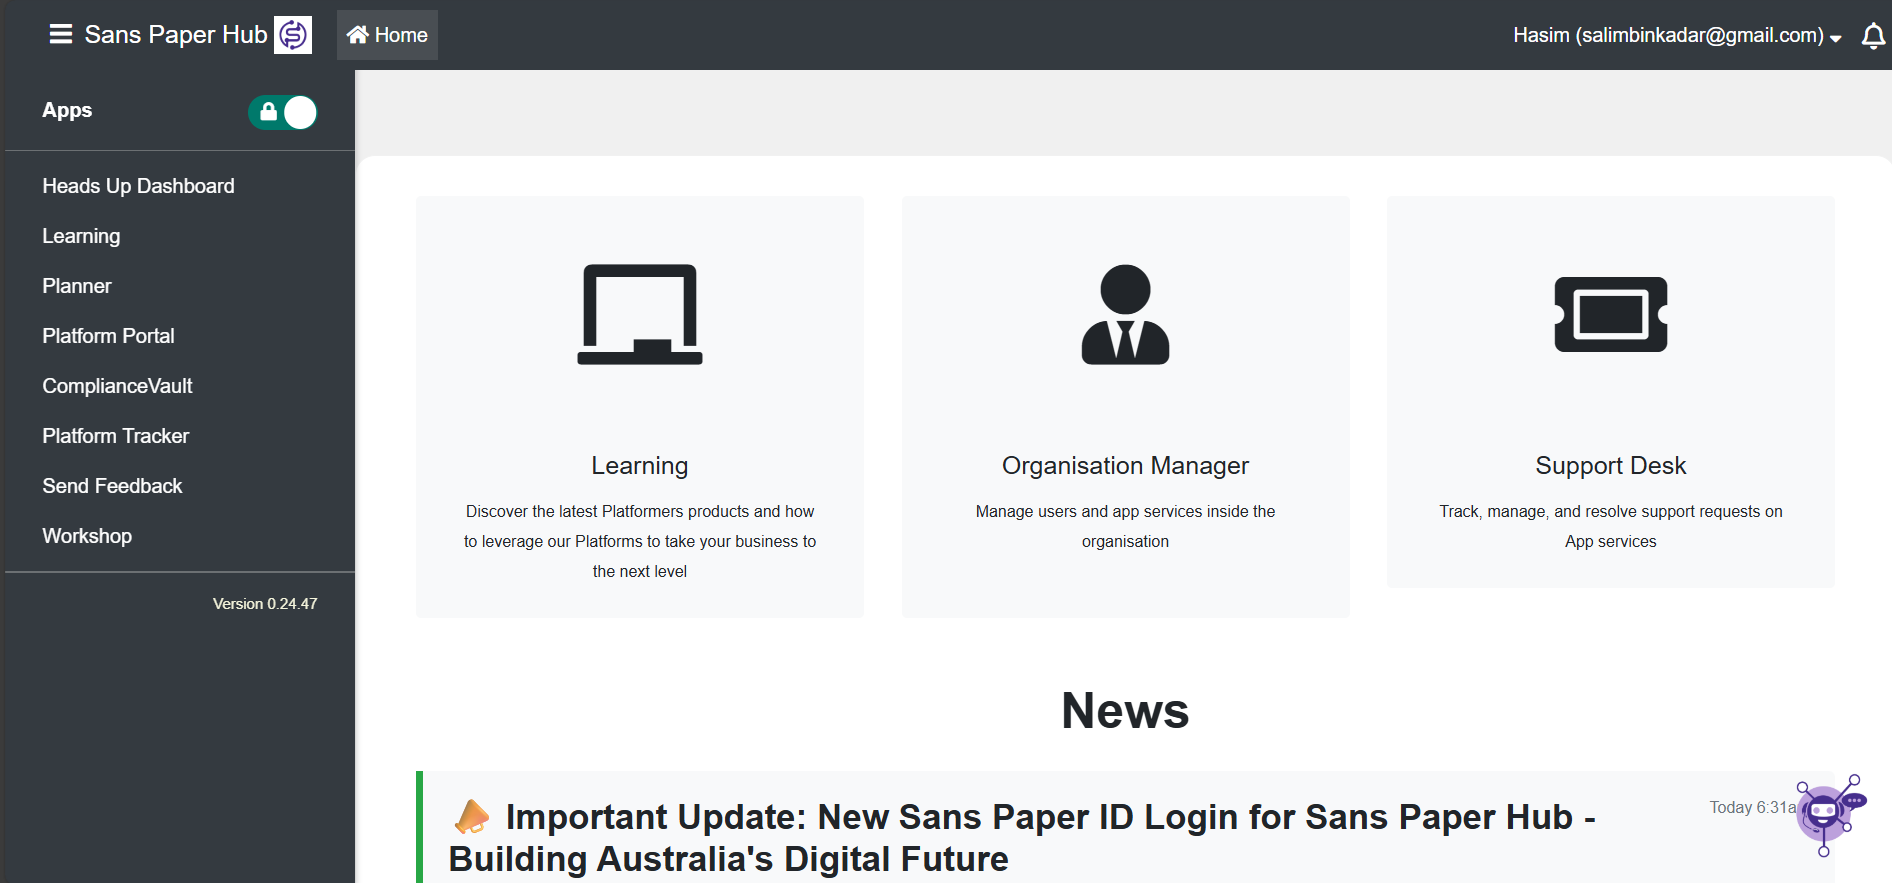 Sans Paper Hub
Home
Hasim (salimbinkadar@gmail.com)
Apps
Heads Up Dashboard
Learning
Planner
Platform Portal
ComplianceVault
Platform Tracker
Send Feedback
Workshop
Version 0.24.47
Learning
Discover the latest Platformers products and how
to leverage our Platforms to take your business to
the next level
Organisation Manager
Manage users and app services inside the
organisation
Support Desk
Track, manage, and resolve support requests on
App services
News
📣 Important Update: New Sans Paper ID Login for Sans Paper Hub -
Building Australia's Digital Future
Today 6:31a